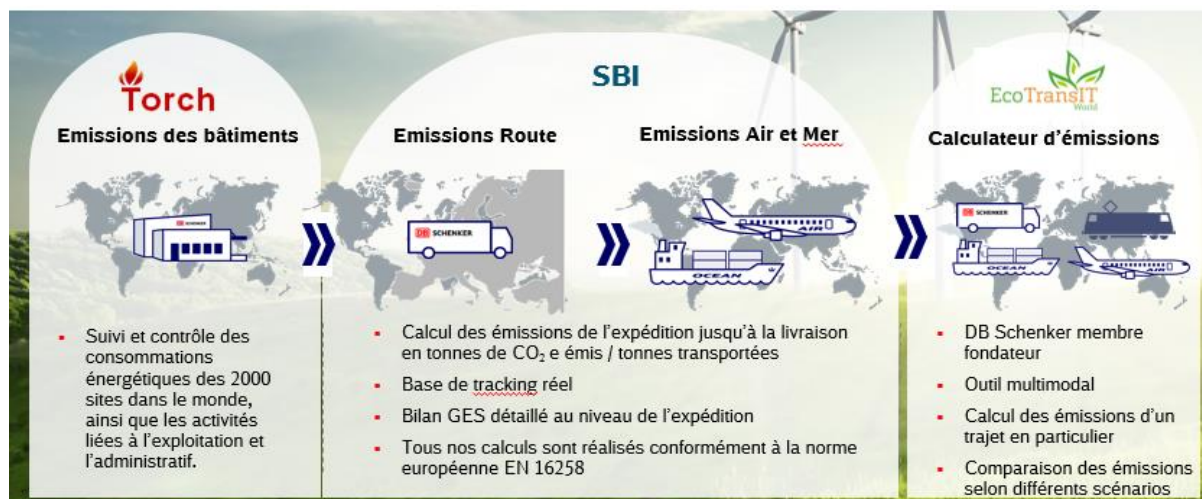 Torch
Emissions des bâtiments
DB SCHENKER
Suivi et contrôle des
consommations
énergétiques des 2000
sites dans le monde,
ainsi que les activités
liées à l'exploitation et
l'administratif.
SBI
Emissions Route
DB SCHENKER
Emissions Air et Mer
AIR
OCEAN
Calcul des émissions de l'expédition jusqu'à la livraison
en tonnes de CO₂ e émis / tonnes transportées
Base de tracking réel
Bilan GES détaillé au niveau de l'expédition
Tous nos calculs sont réalisés conformément à la norme
européenne EN 16258
EcoTransIT
World
Calculateur d'émissions
DB SCHENKER
OCEAN
AIR
DB Schenker membre
fondateur
Outil multimodal
Calcul des émissions d'un
trajet en particulier
Comparaison des émissions
selon différents scénarios